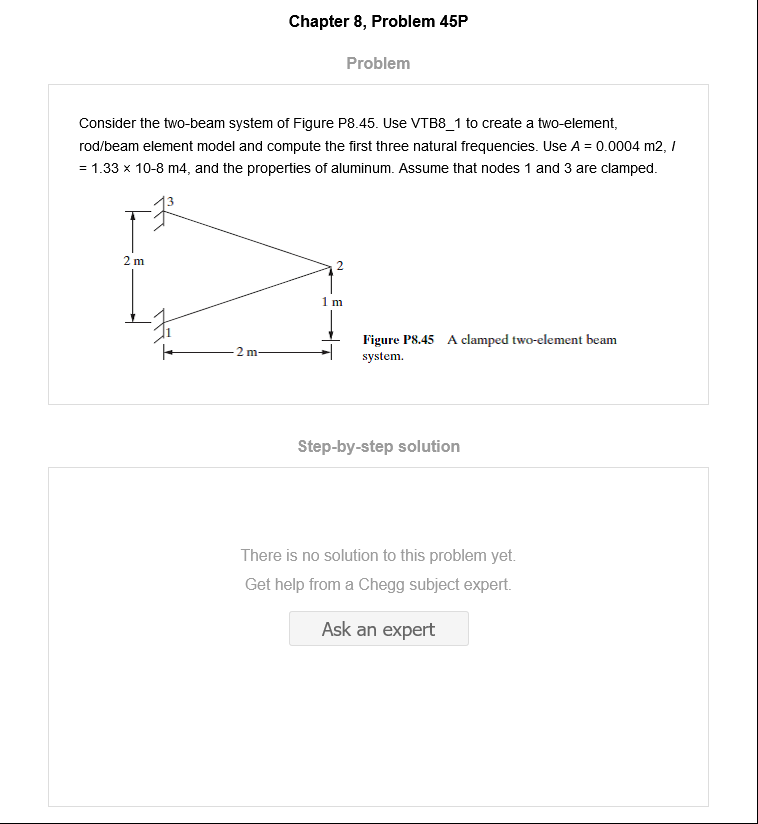 Chapter 8, Problem 45P
Problem
Consider the two-beam system of Figure P8.45. Use VTB8_1 to create a two-element,
rod/beam element model and compute the first three natural frequencies. Use A = 0.0004 m2, I
= 1.33 × 10-8 m4, and the properties of aluminum. Assume that nodes 1 and 3 are clamped.
3
2 m
2
1 m
1
2 m
Figure P8.45 A clamped two-element beam
system.
Step-by-step solution
There is no solution to this problem yet.
Get help from a Chegg subject expert.
Ask an expert